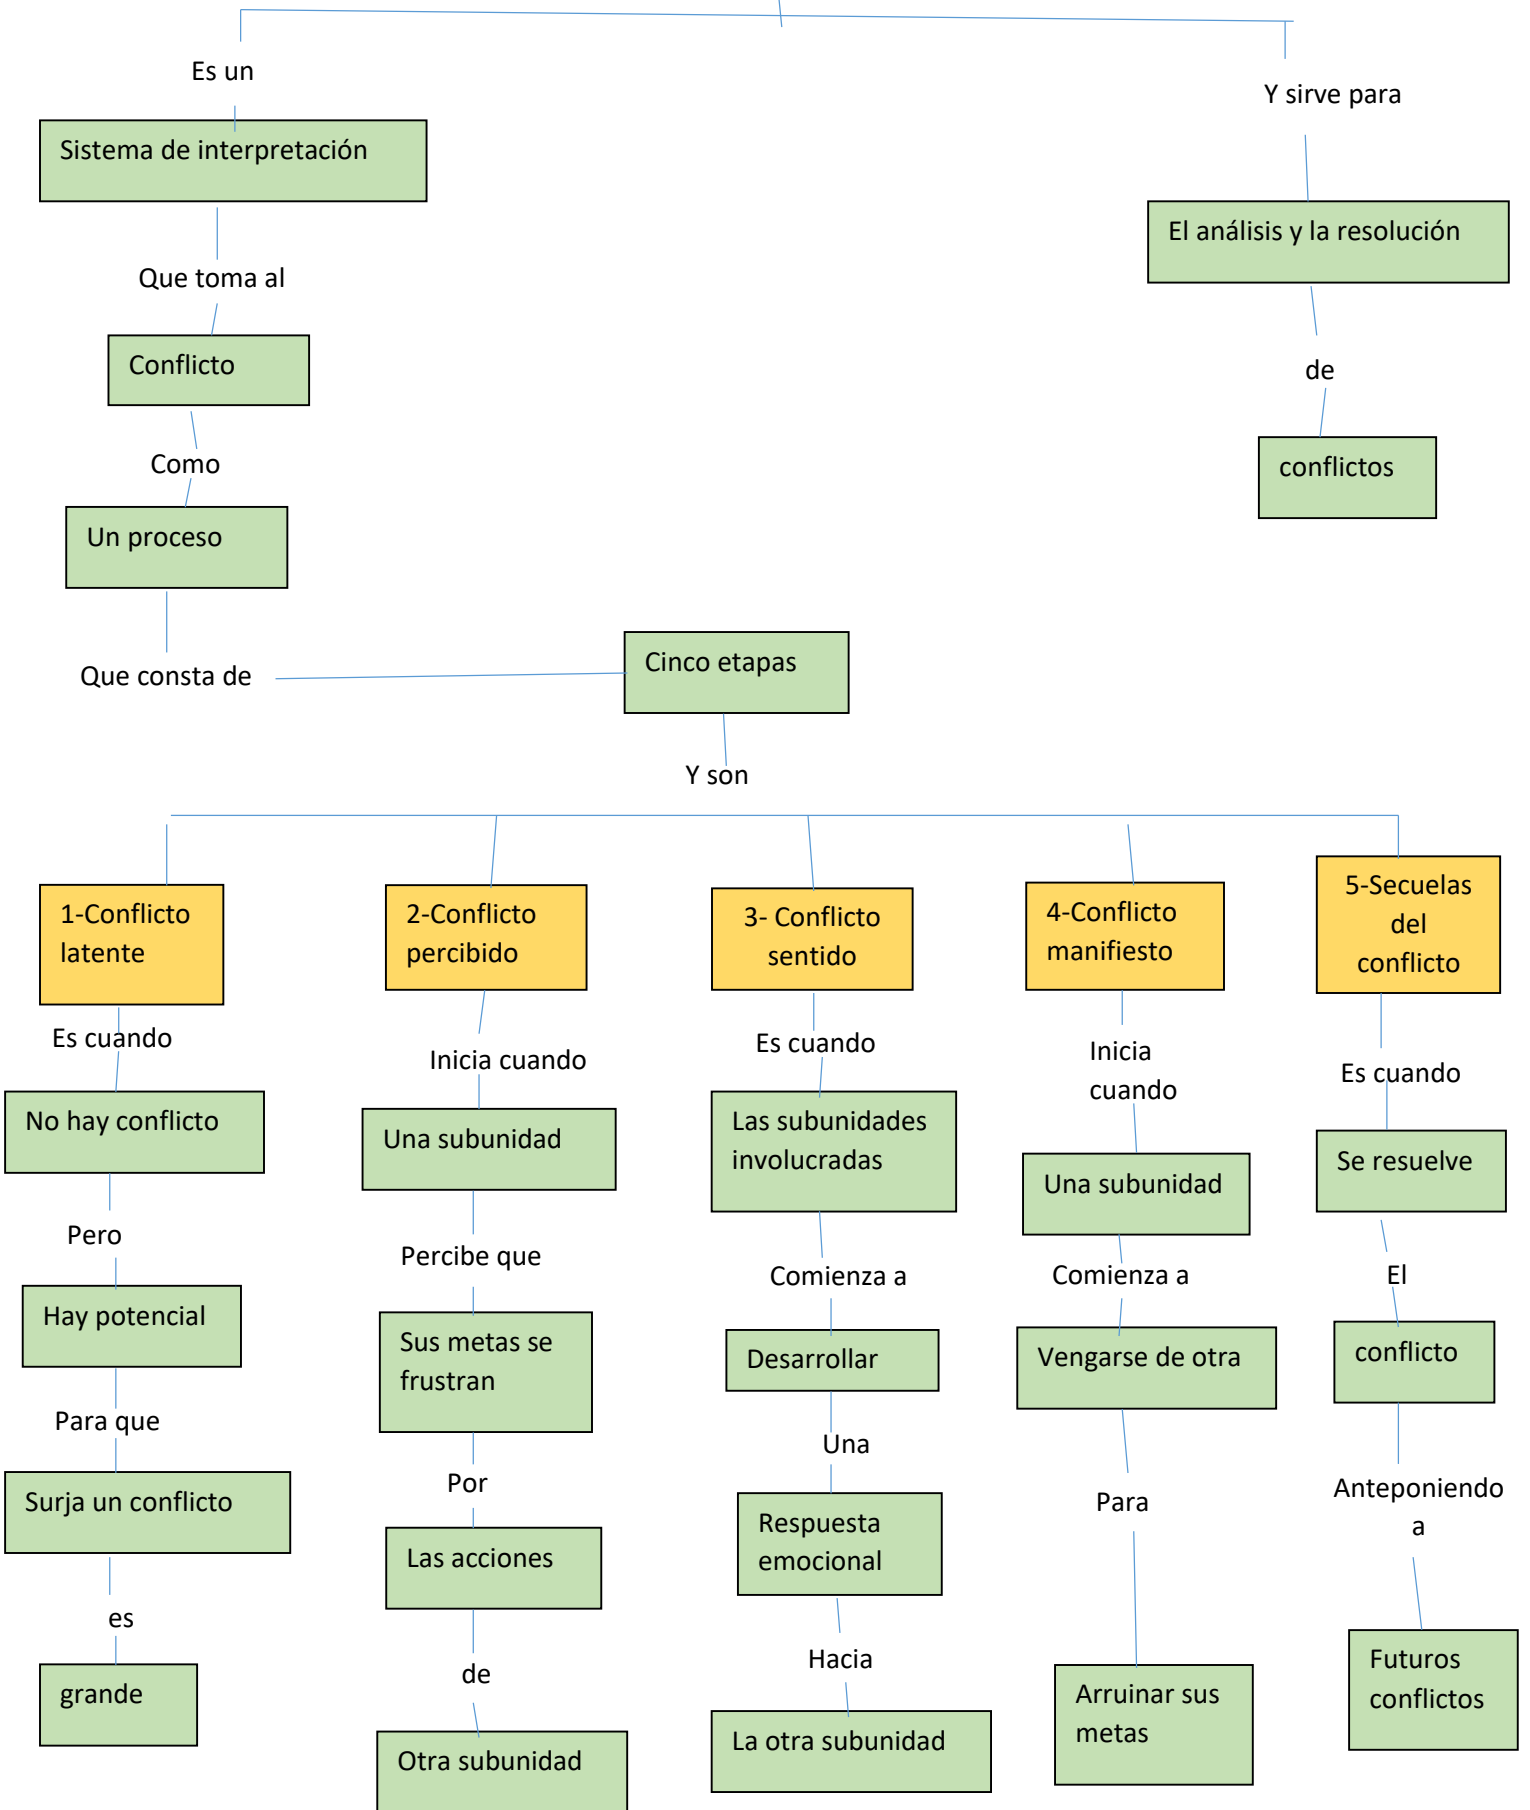 Es un
Y sirve para
Sistema de interpretación
El análisis y la resolución
Que toma al
de
Conflicto
conflictos
Como
Un proceso
Que consta de
Cinco etapas
Y son
1-Conflicto
latente
Es cuando
No hay conflicto
Pero
Hay potencial
Para que
Surja un conflicto
es
grande
2-Conflicto
percibido
Inicia cuando
Una subunidad
Percibe que
Sus metas se
frustran
Por
Las acciones
de
Otra subunidad
3- Conflicto
sentido
Es cuando
Las subunidades
involucradas
Comienza a
Desarrollar
Una
Respuesta
emocional
Hacia
La otra subunidad
4-Conflicto
manifiesto
Inicia
cuando
Una subunidad
Comienza a
Vengarse de otra
Para
Arruinar sus
metas
5-Secuelas
del
conflicto
Es cuando
Se resuelve
El
conflicto
Anteponiendo
a
Futuros
conflictos